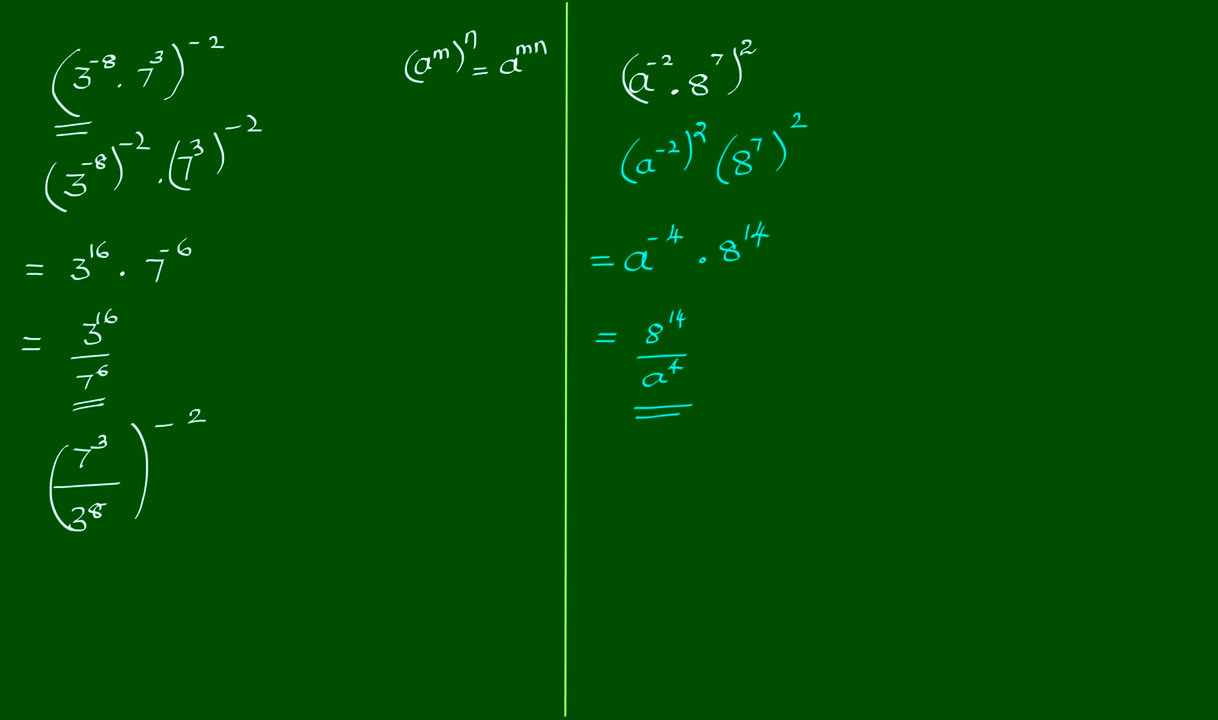 (3^-8 . 7^3)^-2
(3^-8)^-2 . (7^3)^-2
= 3^16 . 7^-6
= 3^16 / 7^6
(7^3 / 3^8)^-2
(a^m)^n = a^mn
(a^-2 . 8^7)^2
(a^-2)^2 (8^7)^2
= a^-4 . 8^14
= 8^14 / a^4